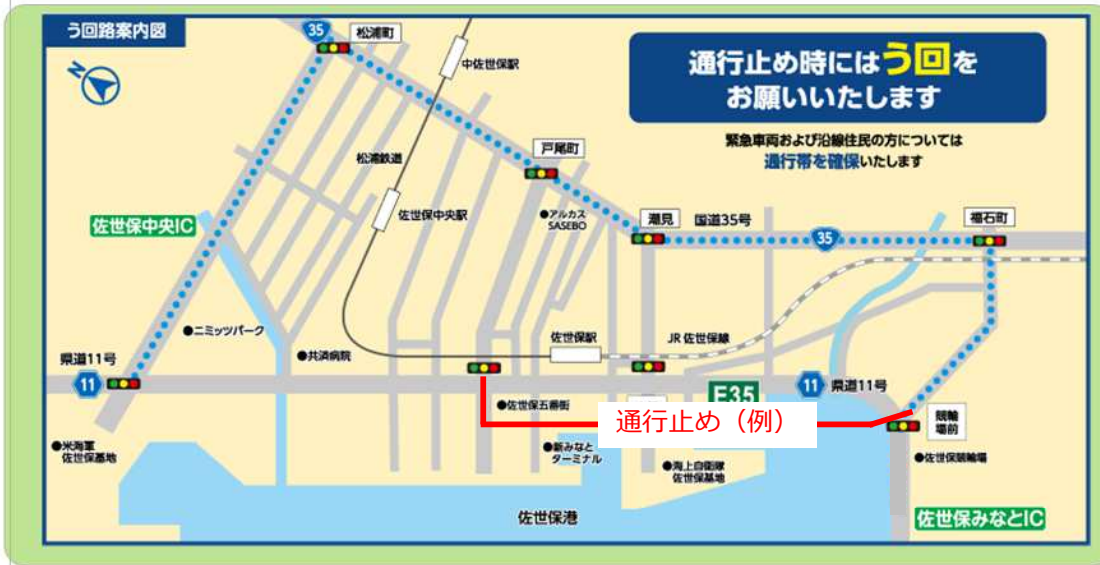 う回路案内図
通行止め時にはう回を
お願いいたします
緊急車両および沿線住民の方については
通行帯を確保いたします
N
35
松浦町
中佐世保駅
戸尾町
松浦鉄道
佐世保中央駅
●アルカス
SASEBO
潮見
国道35号
35
福石町
佐世保中央IC
●ニミッツパーク
●共済病院
佐世保駅
JR 佐世保線
県道11号
11
E35
11
県道11号
●佐世保五番街
通行止め（例）
競輪
場前
●米海軍
佐世保基地
●新みなと
ターミナル
●海上自衛隊
佐世保基地
●佐世保競輪場
佐世保港
佐世保みなとIC